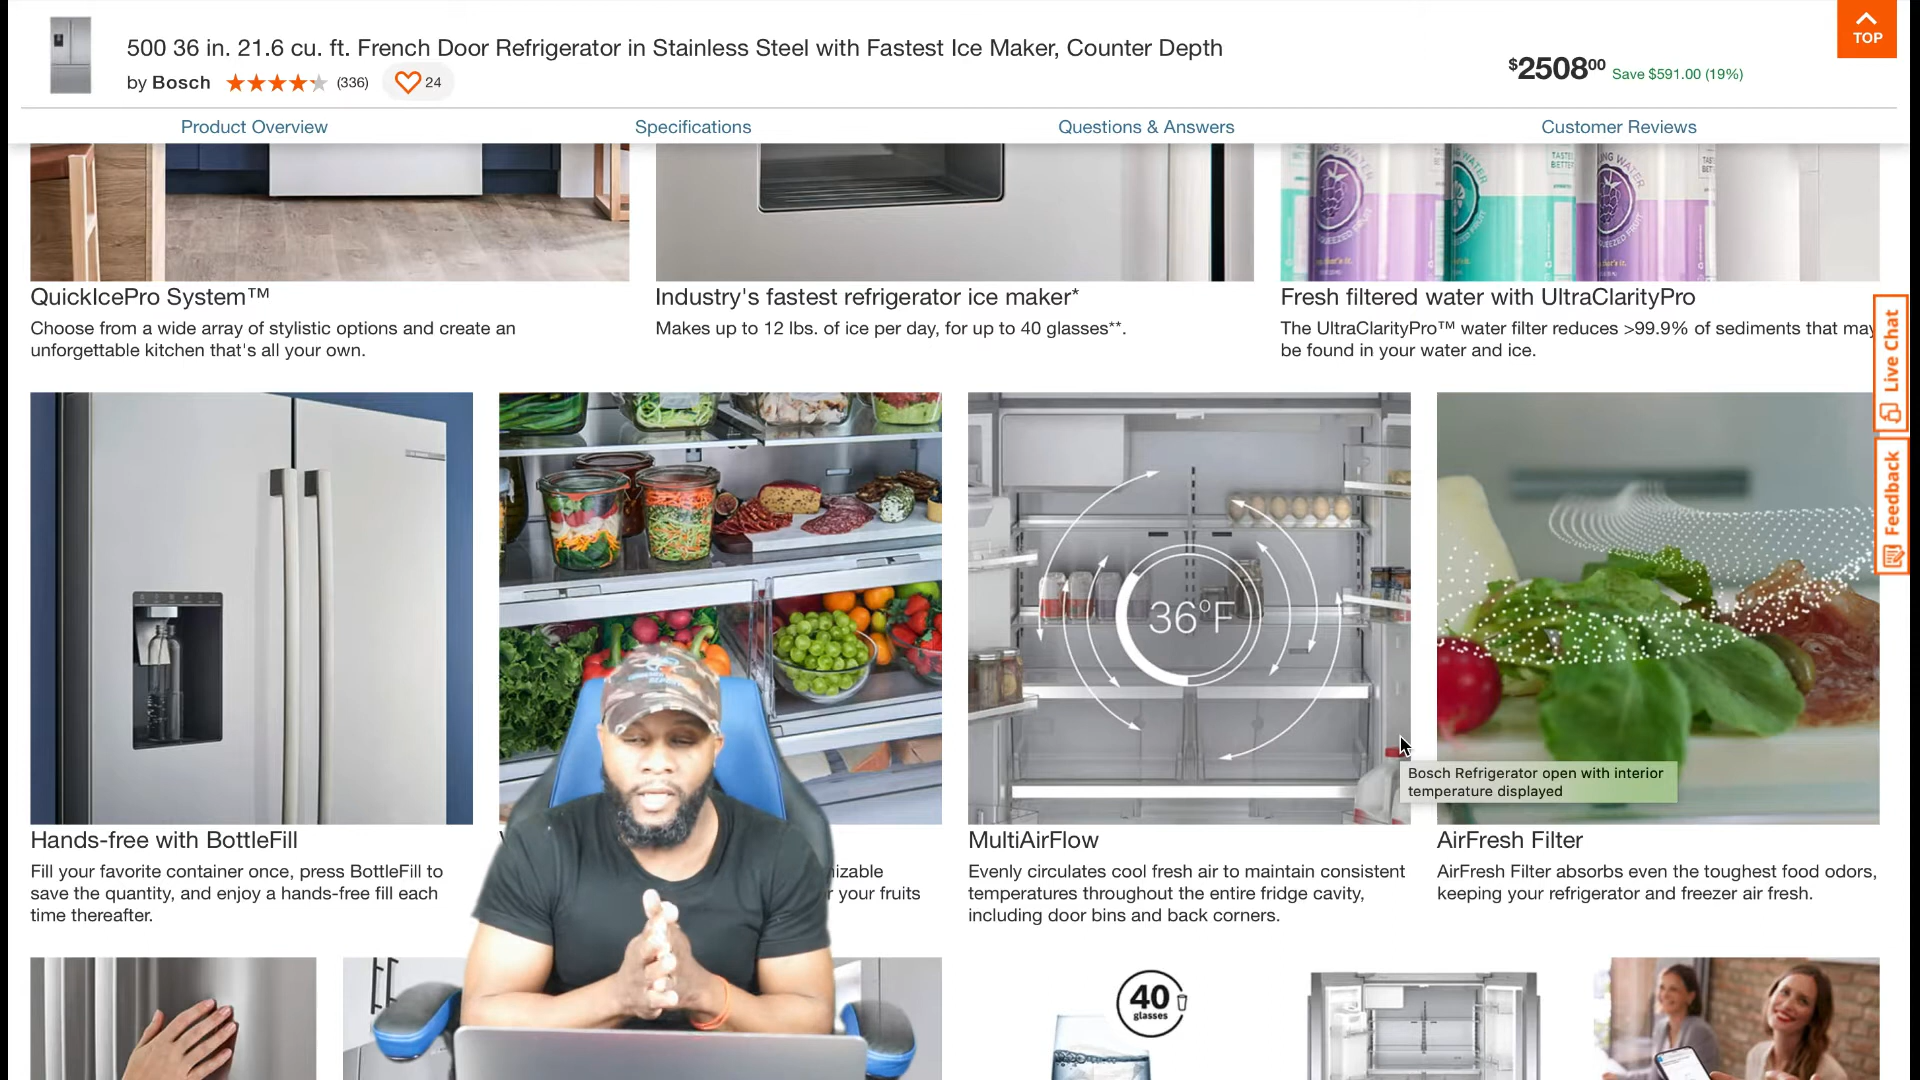 500 36 in. 21.6 cu. ft. French Door Refrigerator in Stainless Steel with Fastest Ice Maker, Counter Depth
by Bosch
(336)
24
$250800
Save $591.00 (19%)
TOP
Product Overview
Specifications
Questions & Answers
Customer Reviews
QuickIcePro System™
Choose from a wide array of stylistic options and create an
unforgettable kitchen that's all your own.
Industry's fastest refrigerator ice maker*
Makes up to 12 lbs. of ice per day, for up to 40 glasses**.
Fresh filtered water with UltraClarityPro
The UltraClarityPro™ water filter reduces >99.9% of sediments that may
be found in your water and ice.
Live Chat
Feedback
36°F
Bosch Refrigerator open with interior
temperature displayed
Hands-free with BottleFill
Fill your favorite container once, press BottleFill to
save the quantity, and enjoy a hands-free fill each
time thereafter.
your fruits
MultiAirFlow
Evenly circulates cool fresh air to maintain consistent
temperatures throughout the entire fridge cavity,
including door bins and back corners.
AirFresh Filter
AirFresh Filter absorbs even the toughest food odors,
keeping your refrigerator and freezer air fresh.
40
glasses